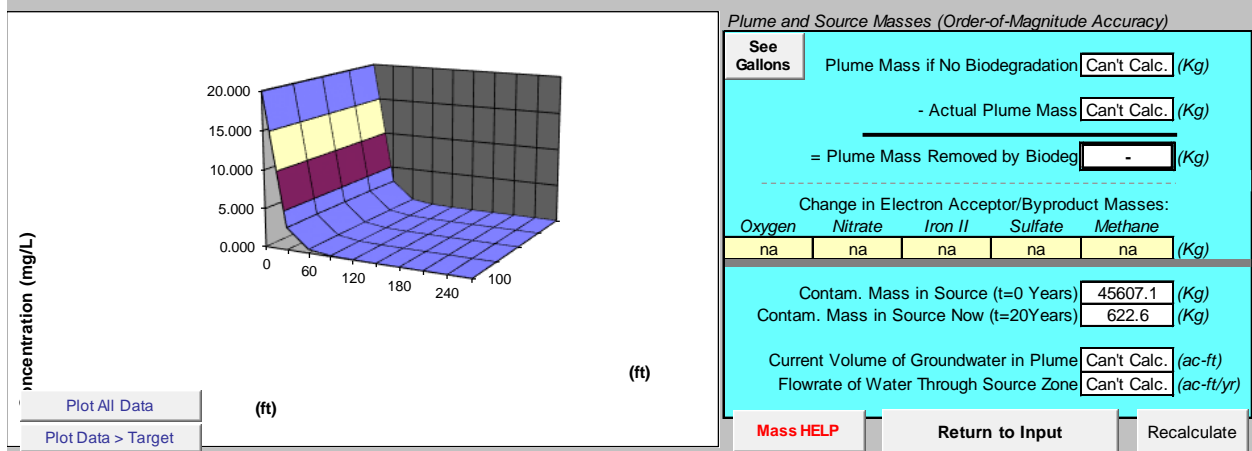 20.000
15.000
10.000
5.000
0.000
0
60
120
180
240
100
(mg/L)
(ft)
(ft)
Plot All Data
Plot Data > Target
Plume and Source Masses (Order-of-Magnitude Accuracy)
See Gallons
Plume Mass if No Biodegradation Can't Calc. (Kg)
- Actual Plume Mass Can't Calc. (Kg)
= Plume Mass Removed by Biodeg - (Kg)
Change in Electron Acceptor/Byproduct Masses:
Oxygen Nitrate Iron II Sulfate Methane
na na na na na (Kg)
Contam. Mass in Source (t=0 Years) 45607.1 (Kg)
Contam. Mass in Source Now (t=20Years) 622.6 (Kg)
Current Volume of Groundwater in Plume Can't Calc. (ac-ft)
Flowrate of Water Through Source Zone Can't Calc. (ac-ft/yr)
Mass HELP
Return to Input
Recalculate